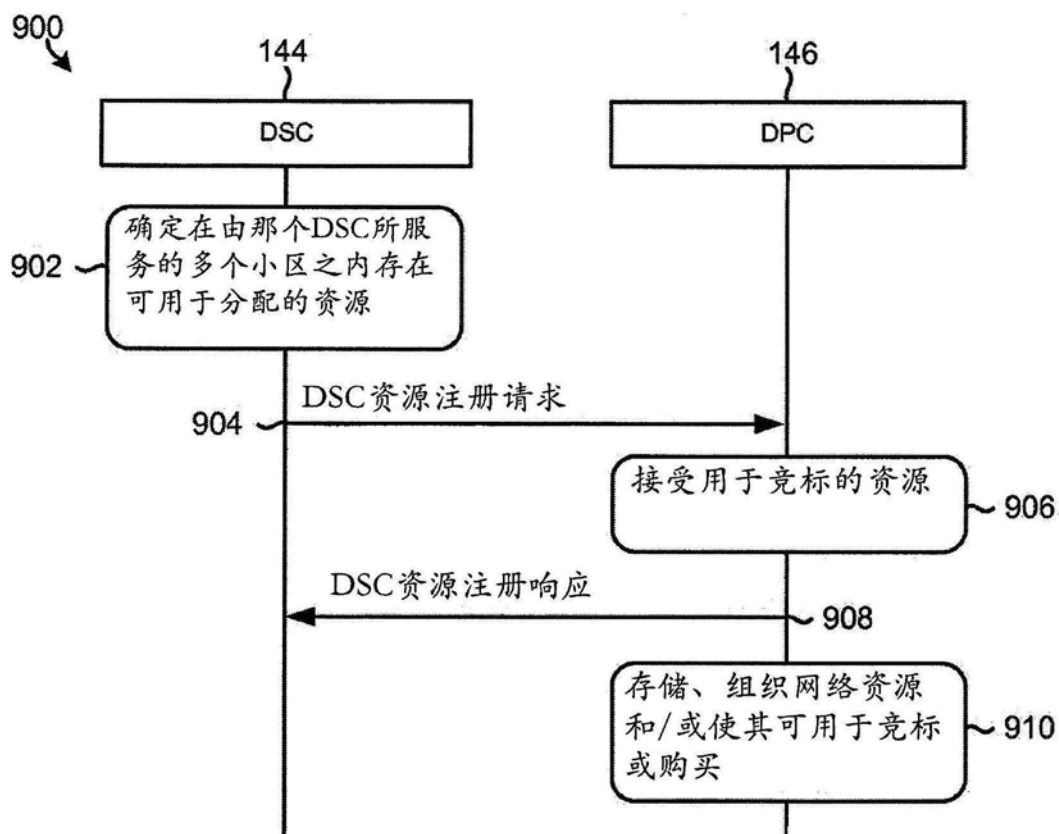 900
144
146
DSC
DPC
确定在由那个DSC所服
务的多个小区之内存在
可用于分配的资源
902
DSC资源注册请求
904
接受用于竞标的资源
906
DSC资源注册响应
908
存储、组织网络资源
和/或使其可用于竞标
或购买
910